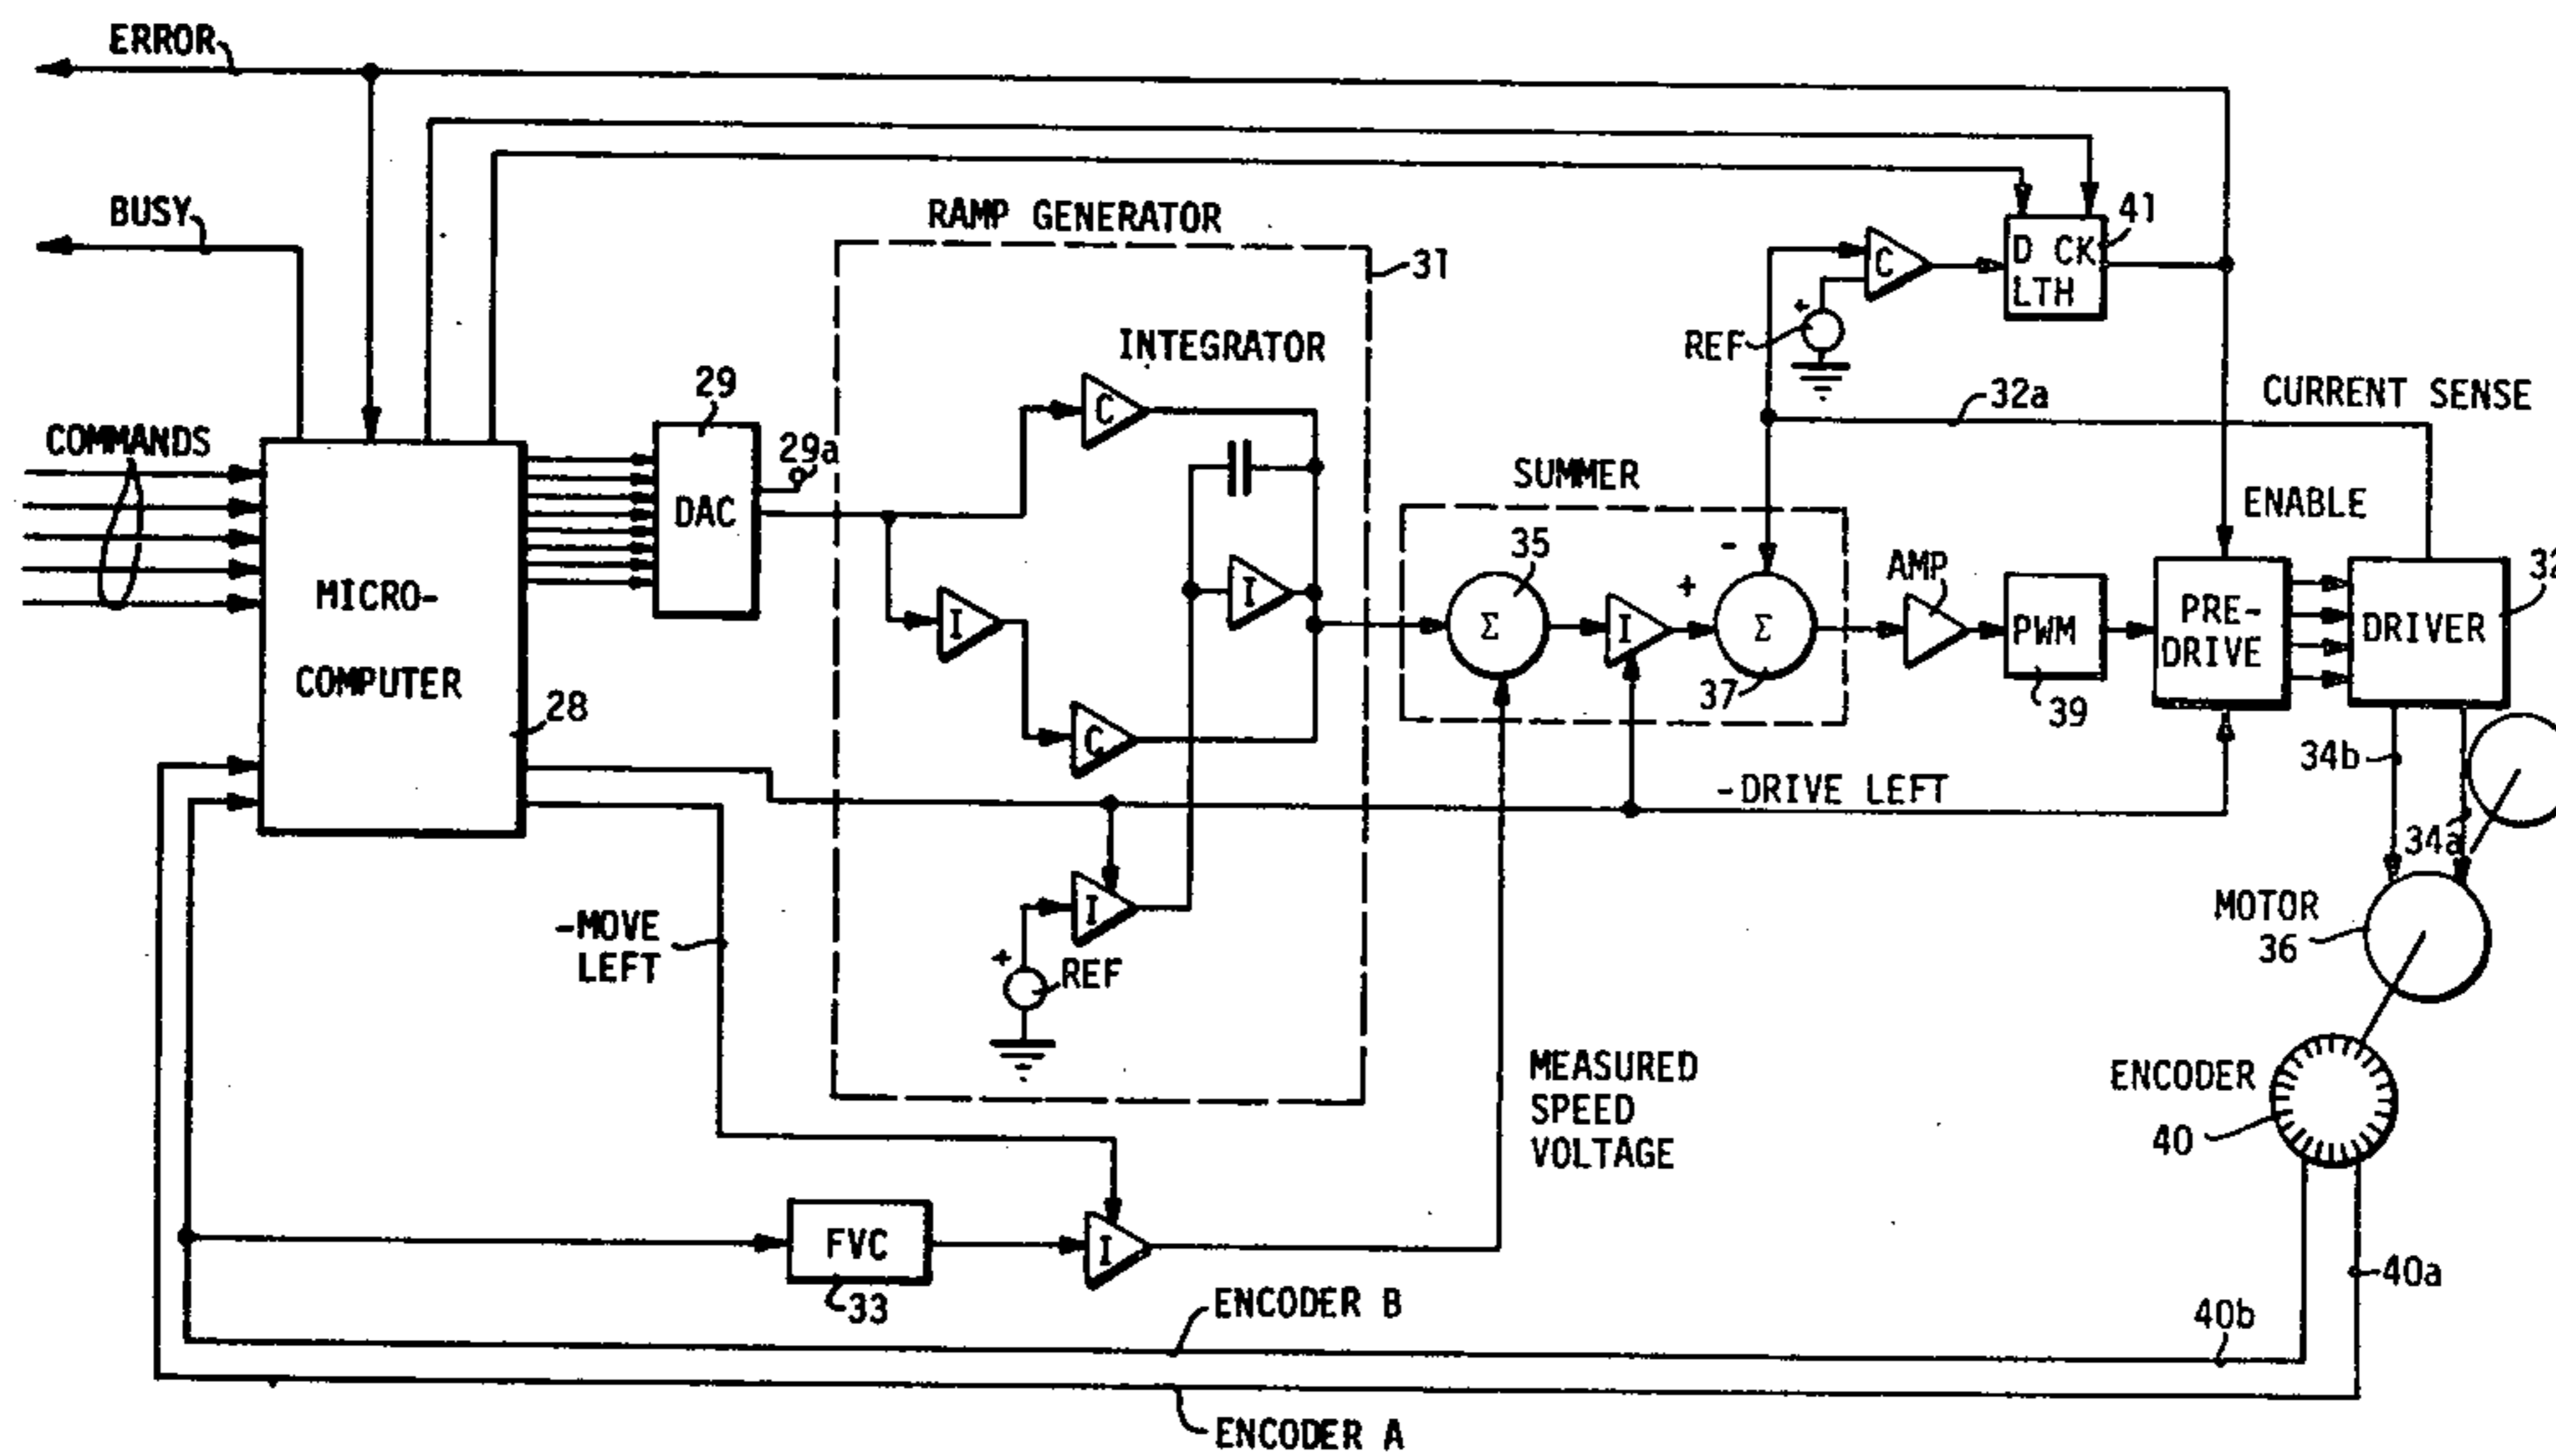 ERROR
BUSY
RAMP GENERATOR
31
41
D CK
LTH
C
REF
+
INTEGRATOR
29
29a
32a
CURRENT SENSE
COMMANDS
C
DAC
SUMMER
ENABLE
MICRO-
COMPUTER
28
I
I
35
Σ
I
-
+
Σ
37
AMP
PWM
39
PRE-
DRIVE
DRIVER
32
C
-DRIVE LEFT
34b
34a
-MOVE
LEFT
I
+
REF
MOTOR
36
MEASURED
SPEED
VOLTAGE
ENCODER
40
FVC
33
I
40a
40b
ENCODER B
ENCODER A